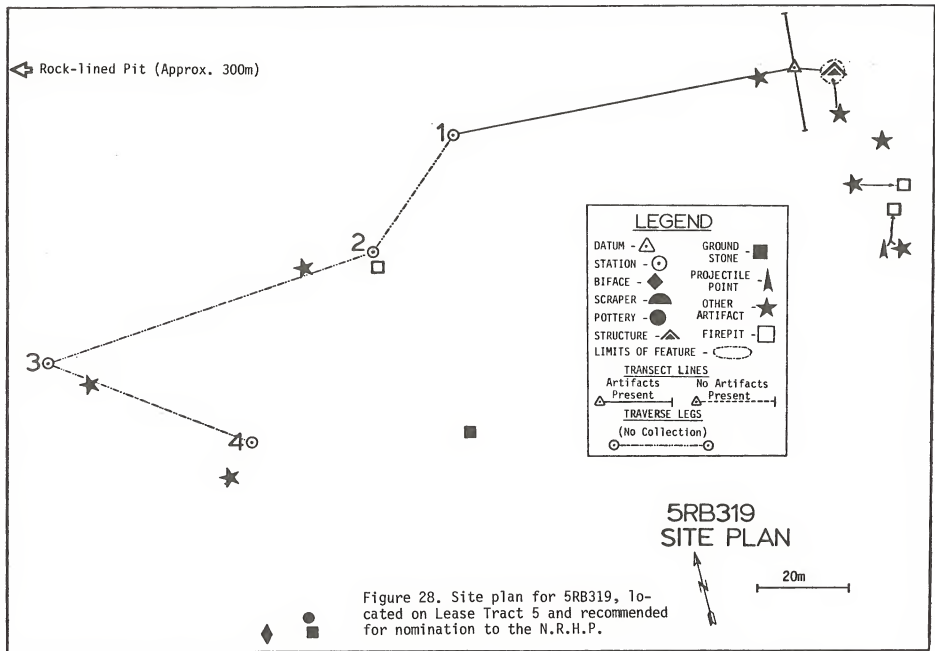 Rock-lined Pit (Approx. 300m)
1
2
3
4
LEGEND
DATUM -
STATION -
BIFACE -
SCRAPER -
POTTERY -
STRUCTURE -
LIMITS OF FEATURE -
GROUND
STONE -
PROJECTILE
POINT -
OTHER
ARTIFACT -
FIREPIT -
TRANSECT LINES
Artifacts
Present
No Artifacts
Present
TRAVERSE LEGS
(No Collection)
5RB319
SITE PLAN
N
20m
Figure 28. Site plan for 5RB319, lo-
cated on Lease Tract 5 and recommended
for nomination to the N.R.H.P.